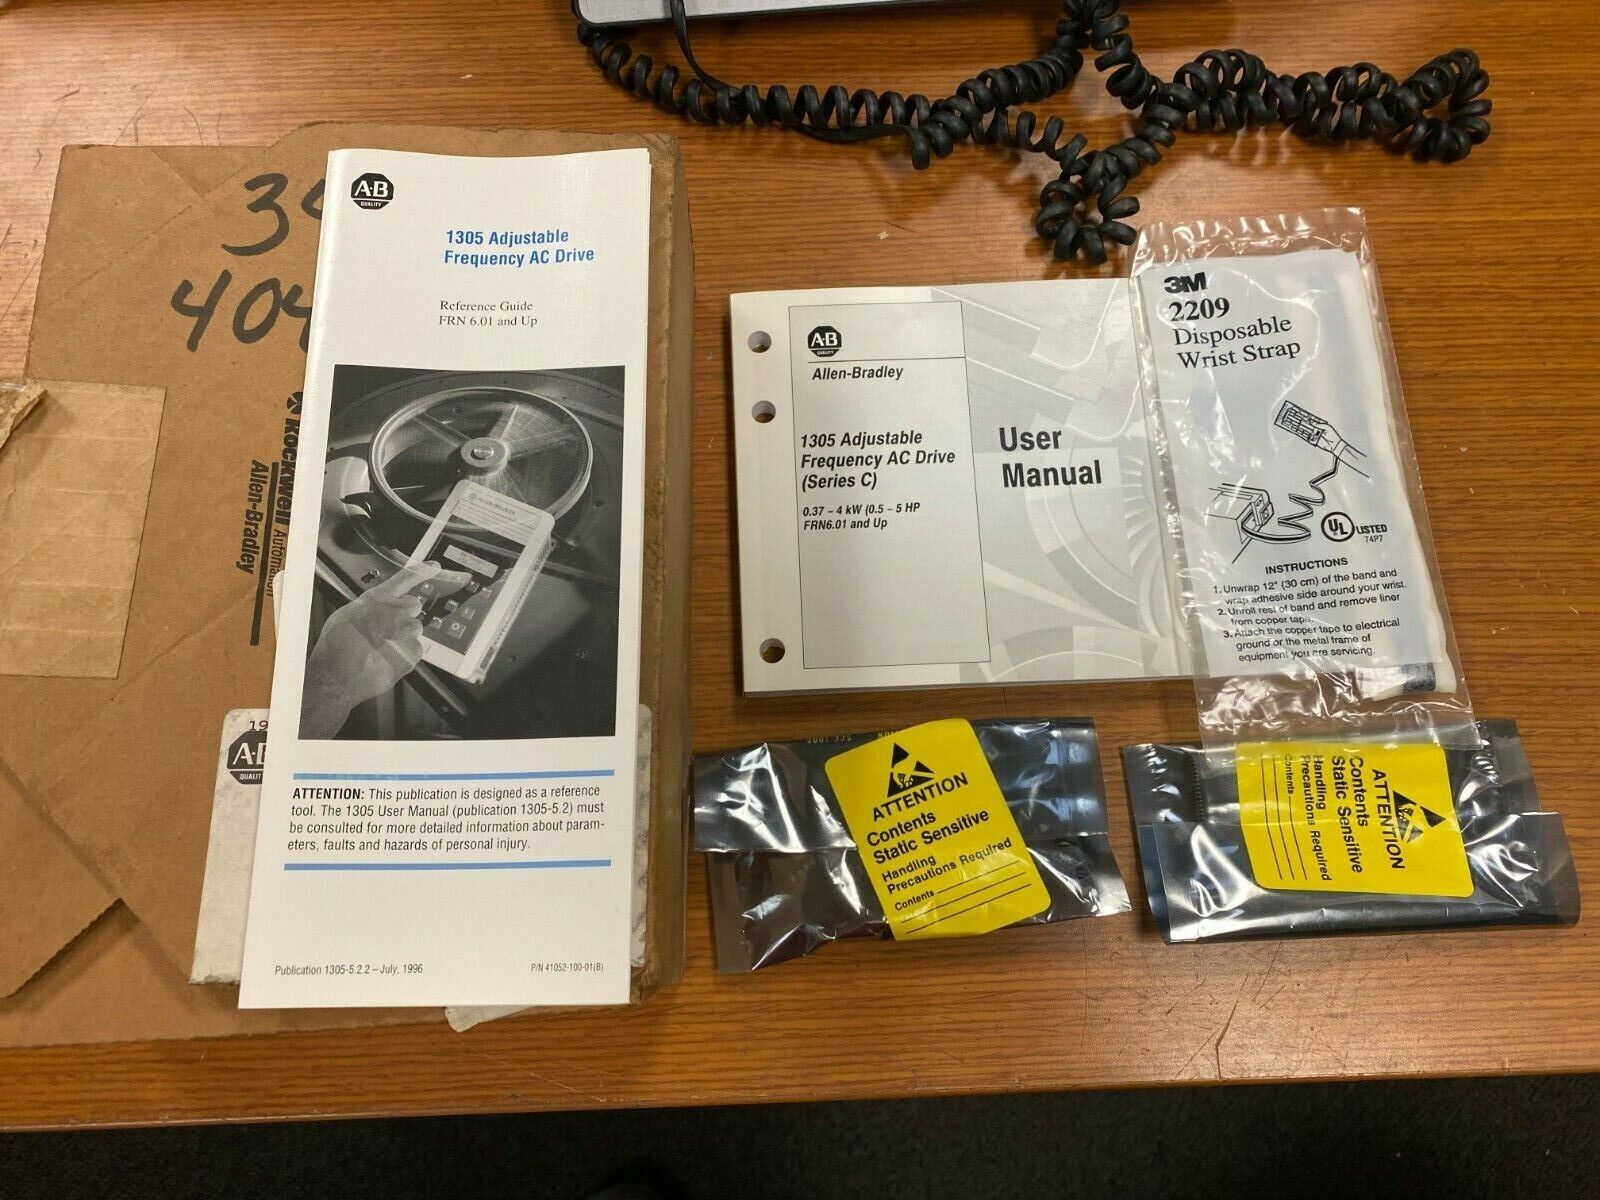 34
404
Rockwell Automation
Allen-Bradley
19
A-B
QUALITY
A-B
QUALITY
1305 Adjustable
Frequency AC Drive
Reference Guide
FRN 6.01 and Up
ALLEN-BRADLEY
ATTENTION: This publication is designed as a reference
tool. The 1305 User Manual (publication 1305-5.2) must
be consulted for more detailed information about param-
eters, faults and hazards of personal injury.
Publication 1305-5.2.2 – July, 1996
P/N 41052-100-01(B)
A-B
QUALITY
Allen-Bradley
1305 Adjustable
Frequency AC Drive
(Series C)
0.37 – 4 kW (0.5 – 5 HP
FRN6.01 and Up
User
Manual
3M
2209
Disposable
Wrist Strap
UL LISTED
74P7
INSTRUCTIONS
1. Unwrap 12" (30 cm) of the band and
wrap adhesive side around your wrist.
2. Unroll rest of band and remove liner
from copper tape.
3. Attach the copper tape to electrical
ground or the metal frame of
equipment you are servicing.
ATTENTION
Contents
Static Sensitive
Handling
Precautions Required
Contents
ATTENTION
Contents
Static Sensitive
Handling
Precautions Required
Contents